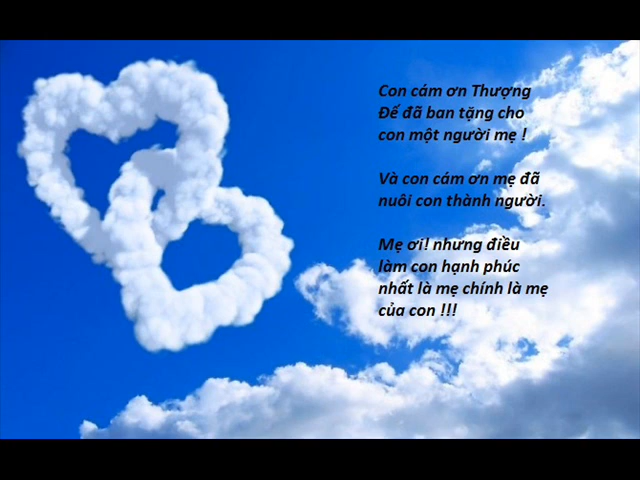 Con cám ơn Thượng
Đế đã ban tặng cho
con một người mẹ !
Và con cám ơn mẹ đã
nuôi con thành người.
Mẹ ơi! nhưng điều
làm con hạnh phúc
nhất là mẹ chính là mẹ
của con !!!